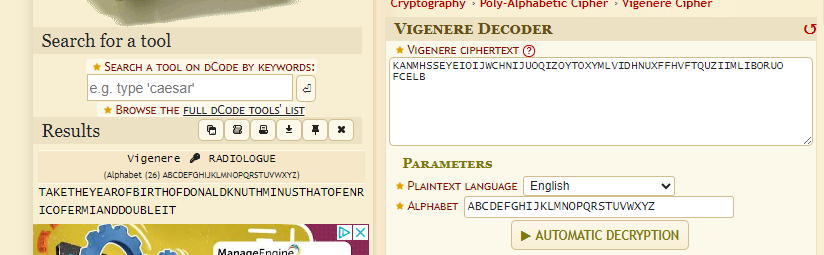 Search for a tool
★ SEARCH A TOOL ON DCODE BY KEYWORDS:
e.g. type 'caesar'
★ BROWSE THE FULL DCODE TOOLS' LIST
Results
Vigenere RADIOLOGUE
(Alphabet (26) ABCDEFGHIJKLMNOPQRSTUVWXYZ)
TAKETHEYEAROFBIRTHOFDONALDKNUTHMINUSTHATOFENR
ICOFERMIANDDOUBLEIT
ManageEngine
Cryptography › Poly-Alphabetic Cipher › Vigenere Cipher
VIGENERE DECODER
★ VIGENERE CIPHERTEXT ?
KANMHSSEYEIOIJWCHNIJUOQIZOYTOXYMLVIDHNUXFFHVFTQUZIIMLIBORUO
FCELB
PARAMETERS
★ PLAINTEXT LANGUAGE English
★ ALPHABET ABCDEFGHIJKLMNOPQRSTUVWXYZ
▶ AUTOMATIC DECRYPTION